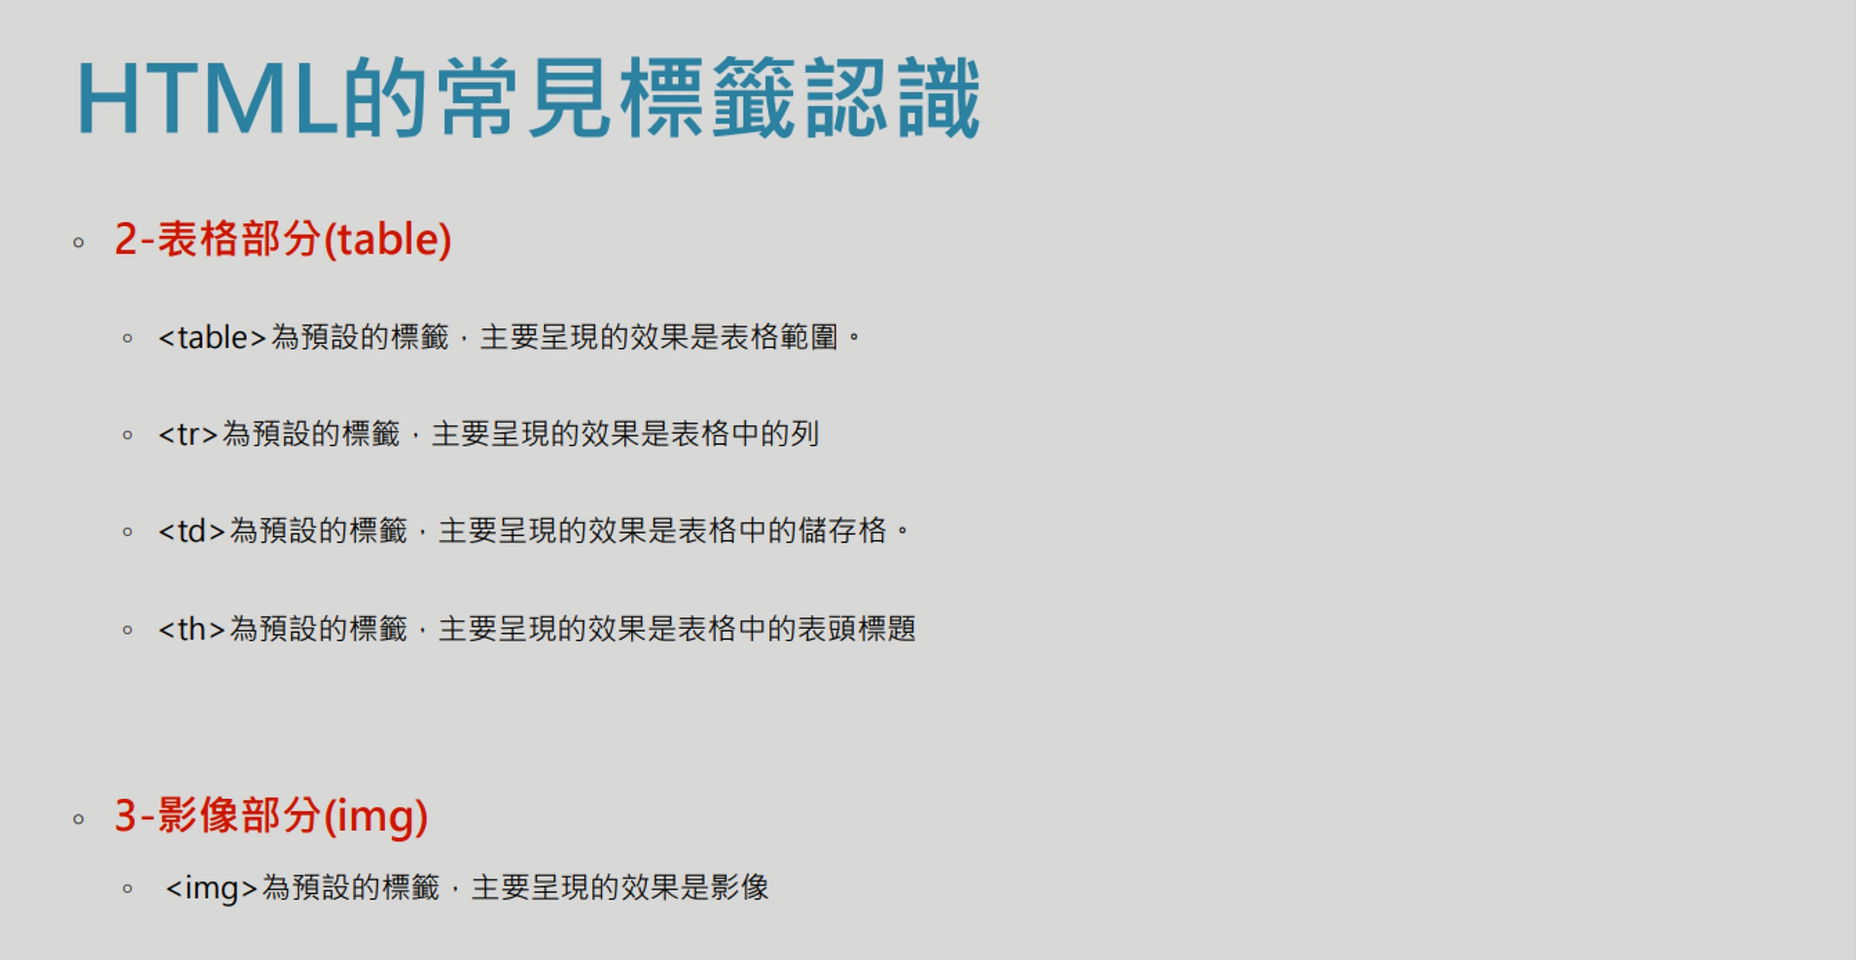 HTML的常見標籤認識
2-表格部分(table)
<table>為預設的標籤，主要呈現的效果是表格範圍。
<tr>為預設的標籤，主要呈現的效果是表格中的列
<td>為預設的標籤，主要呈現的效果是表格中的儲存格。
<th>為預設的標籤，主要呈現的效果是表格中的表頭標題
3-影像部分(img)
<img>為預設的標籤，主要呈現的效果是影像